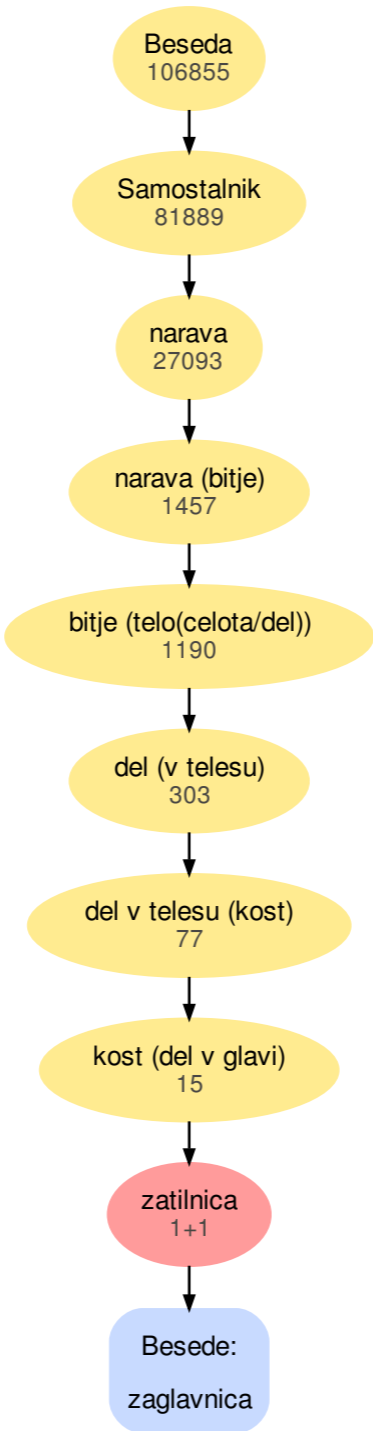 Beseda
106855
Samostalnik
81889
narava
27093
narava (bitje)
1457
bitje (telo(celota/del))
1190
del (v telesu)
303
del v telesu (kost)
77
kost (del v glavi)
15
zatilnica
1+1
Besede:
zaglavnica